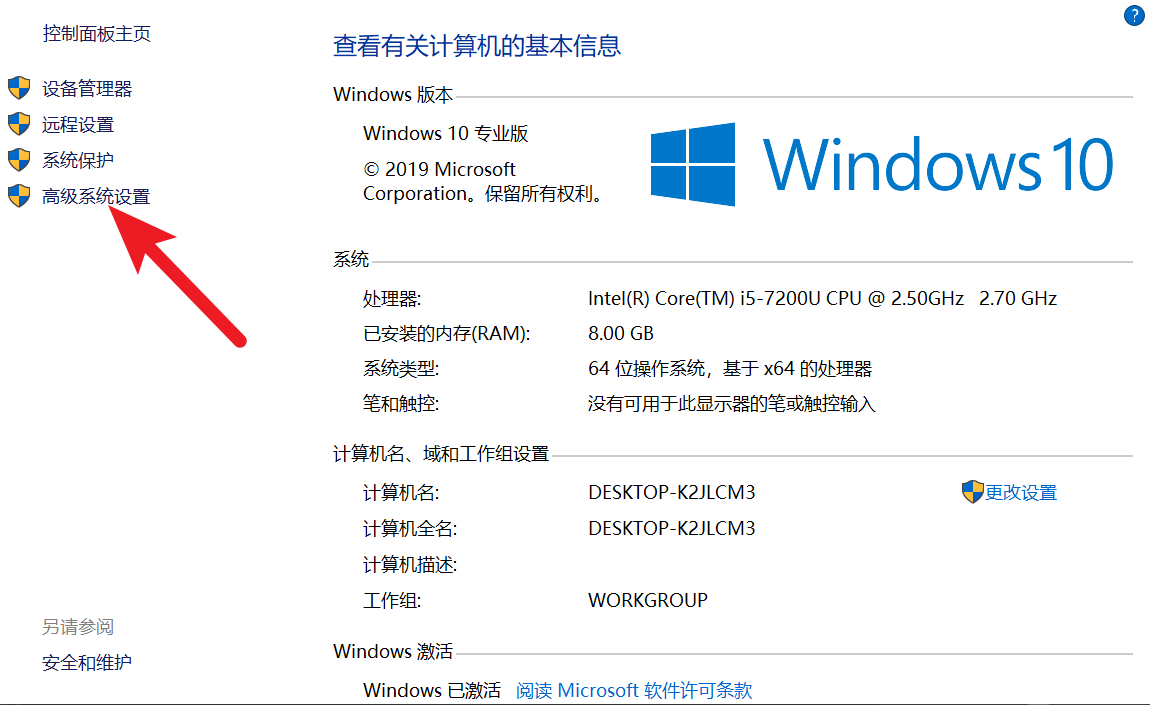 控制面板主页
设备管理器
远程设置
系统保护
高级系统设置
另请参阅
安全和维护
?
查看有关计算机的基本信息
Windows 版本
Windows 10 专业版
© 2019 Microsoft
Corporation。保留所有权利。
Windows 10
系统
处理器: Intel(R) Core(TM) i5-7200U CPU @ 2.50GHz 2.70 GHz
已安装的内存(RAM): 8.00 GB
系统类型: 64 位操作系统，基于 x64 的处理器
笔和触控: 没有可用于此显示器的笔或触控输入
计算机名、域和工作组设置
计算机名: DESKTOP-K2JLCM3 更改设置
计算机全名: DESKTOP-K2JLCM3
计算机描述:
工作组: WORKGROUP
Windows 激活
Windows 已激活 阅读 Microsoft 软件许可条款